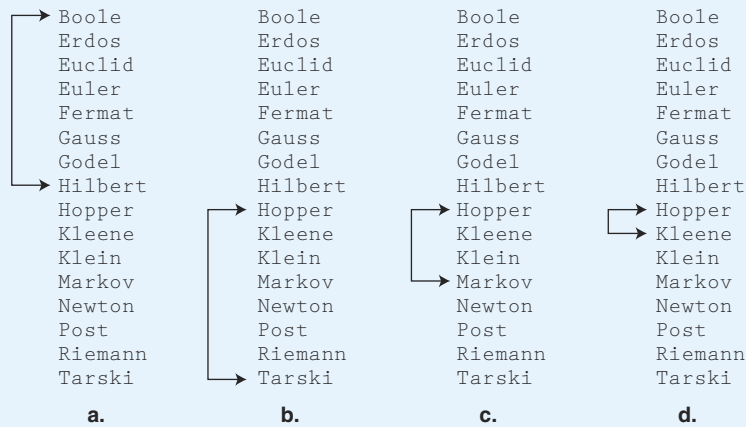 Boole Boole Boole Boole
Erdos Erdos Erdos Erdos
Euclid Euclid Euclid Euclid
Euler Euler Euler Euler
Fermat Fermat Fermat Fermat
Gauss Gauss Gauss Gauss
Godel Godel Godel Godel
Hilbert Hilbert Hilbert Hilbert
Hopper Hopper Hopper Hopper
Kleene Kleene Kleene Kleene
Klein Klein Klein Klein
Markov Markov Markov Markov
Newton Newton Newton Newton
Post Post Post Post
Riemann Riemann Riemann Riemann
Tarski Tarski Tarski Tarski
a. b. c. d.